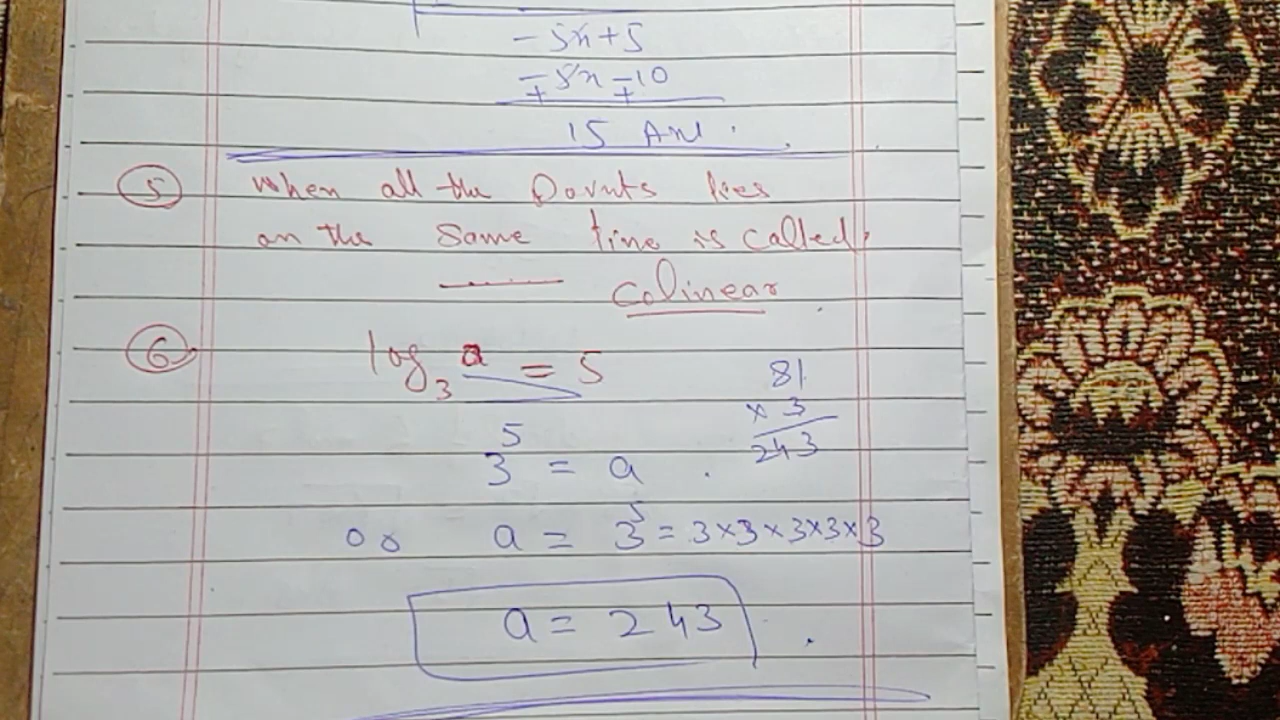 - 5x + 5
- 5x - 10
+ +
15 Ans.
5 When all the Points lies
on the same line is called
colinear
6 log₃ a = 5
81
× 3
243
3⁵ = a
or a = 3⁵ = 3×3×3×3×3
a = 243